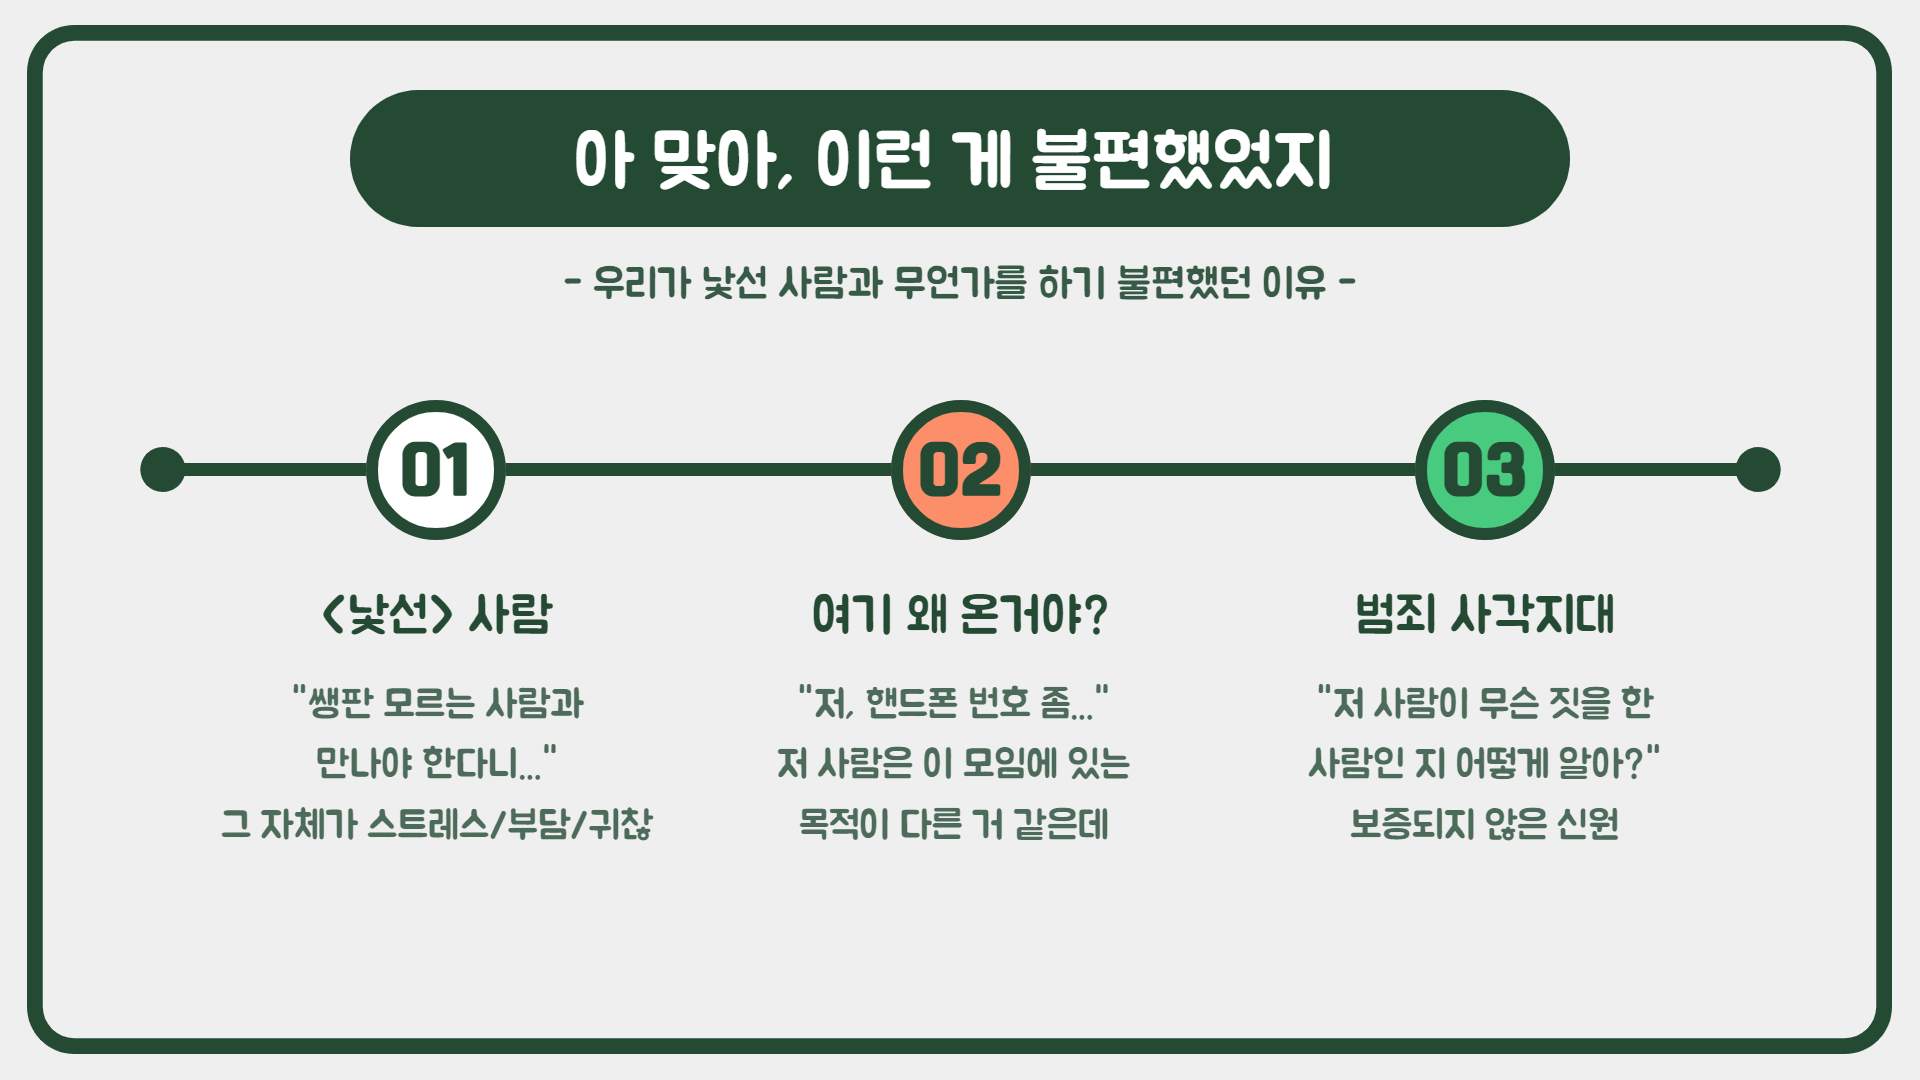 아 맞아, 이런 게 불편했었지
- 우리가 낯선 사람과 무언가를 하기 불편했던 이유 -
01
02
03
<낯선> 사람
여기 왜 온거야?
범죄 사각지대
"쌩판 모르는 사람과
만나야 한다니..."
그 자체가 스트레스/부담/귀찮
"저, 핸드폰 번호 좀..."
저 사람은 이 모임에 있는
목적이 다른 거 같은데
"저 사람이 무슨 짓을 한
사람인 지 어떻게 알아?"
보증되지 않은 신원